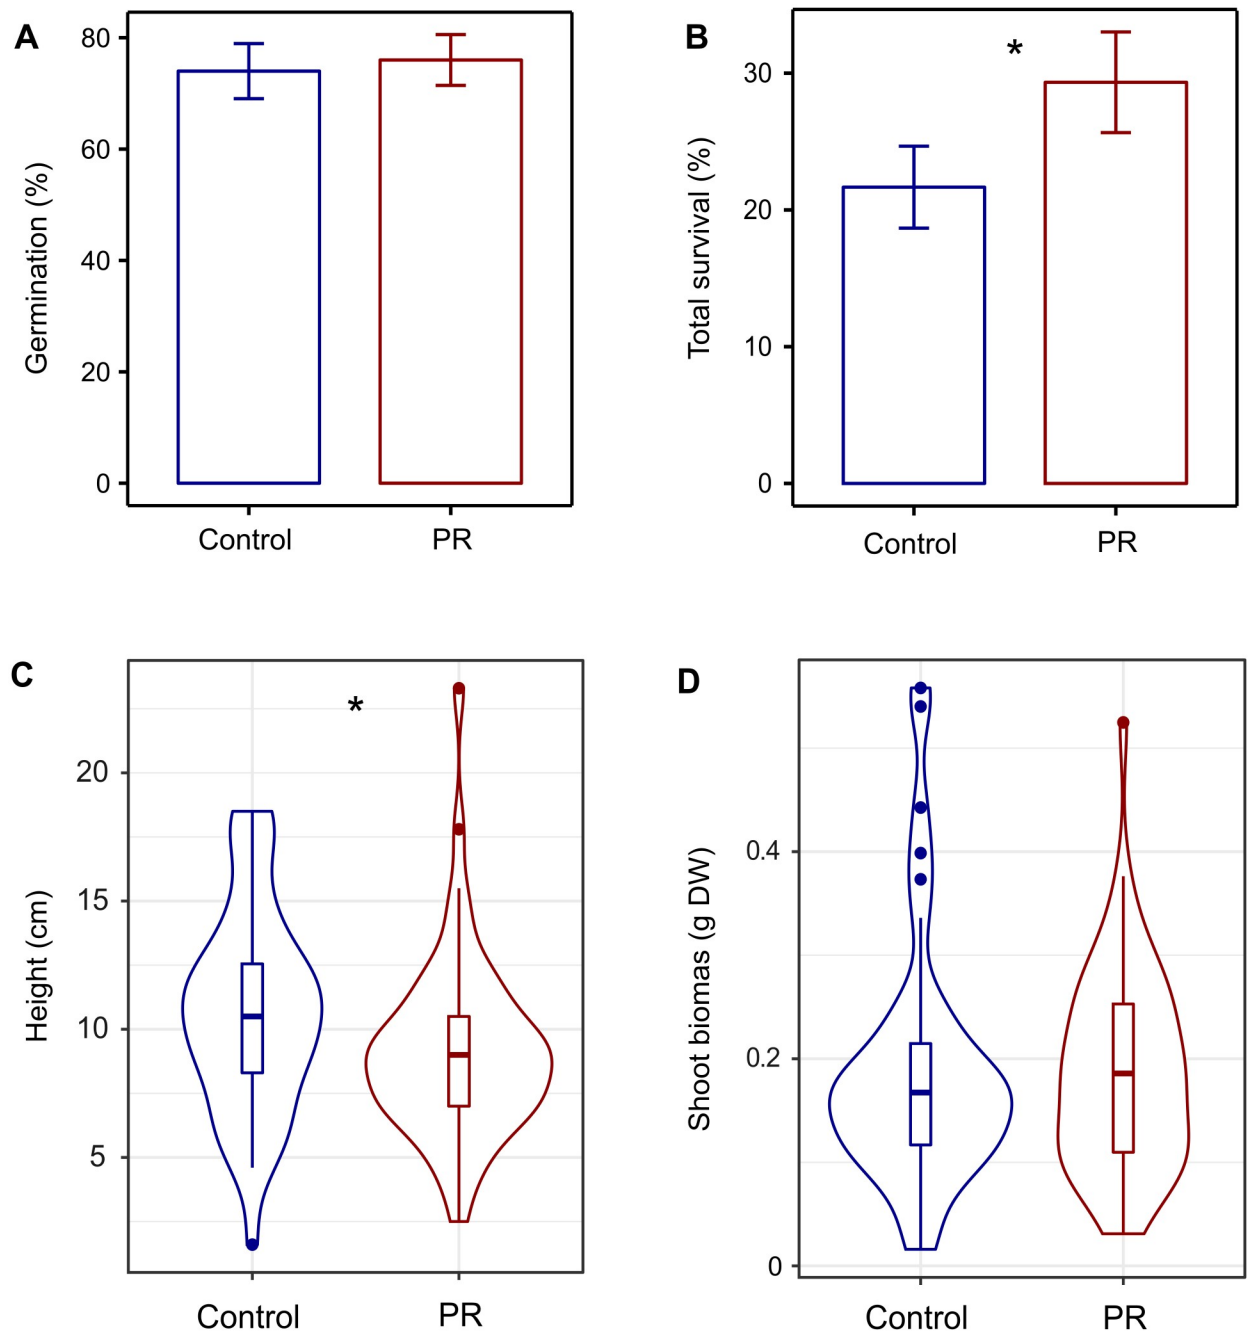 A
Germination (%)
80
60
40
20
0
Control PR
B
Total survival (%)
*
30
20
10
0
Control PR
C
Height (cm)
*
20
15
10
5
Control PR
D
Shoot biomas (g DW)
0.4
0.2
0
Control PR